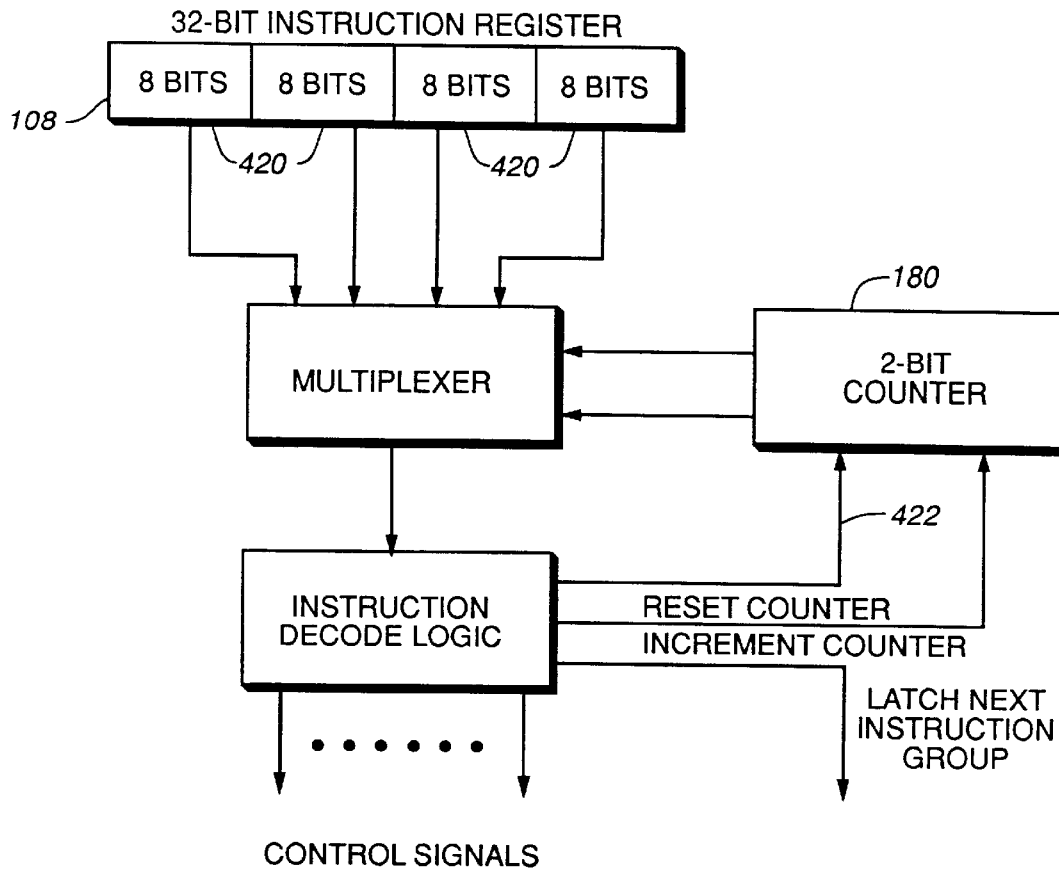 32-BIT INSTRUCTION REGISTER
8 BITS 8 BITS 8 BITS 8 BITS
108
420 420
180
MULTIPLEXER
2-BIT
COUNTER
422
INSTRUCTION
DECODE LOGIC
RESET COUNTER
INCREMENT COUNTER
LATCH NEXT
INSTRUCTION
GROUP
CONTROL SIGNALS